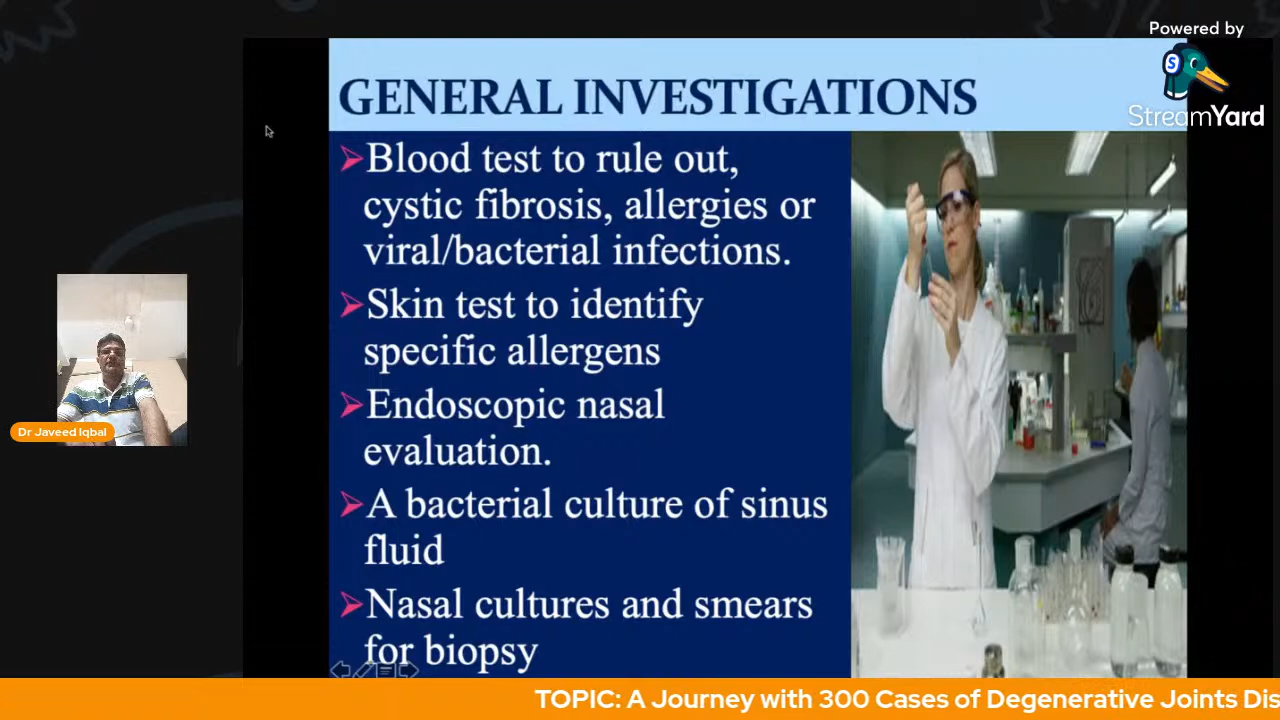 Powered by
StreamYard
GENERAL INVESTIGATIONS
➢Blood test to rule out,
cystic fibrosis, allergies or
viral/bacterial infections.
➢Skin test to identify
specific allergens
➢Endoscopic nasal
evaluation.
➢A bacterial culture of sinus
fluid
➢Nasal cultures and smears
for biopsy
Dr Javeed Iqbal
TOPIC: A Journey with 300 Cases of Degenerative Joints Dis